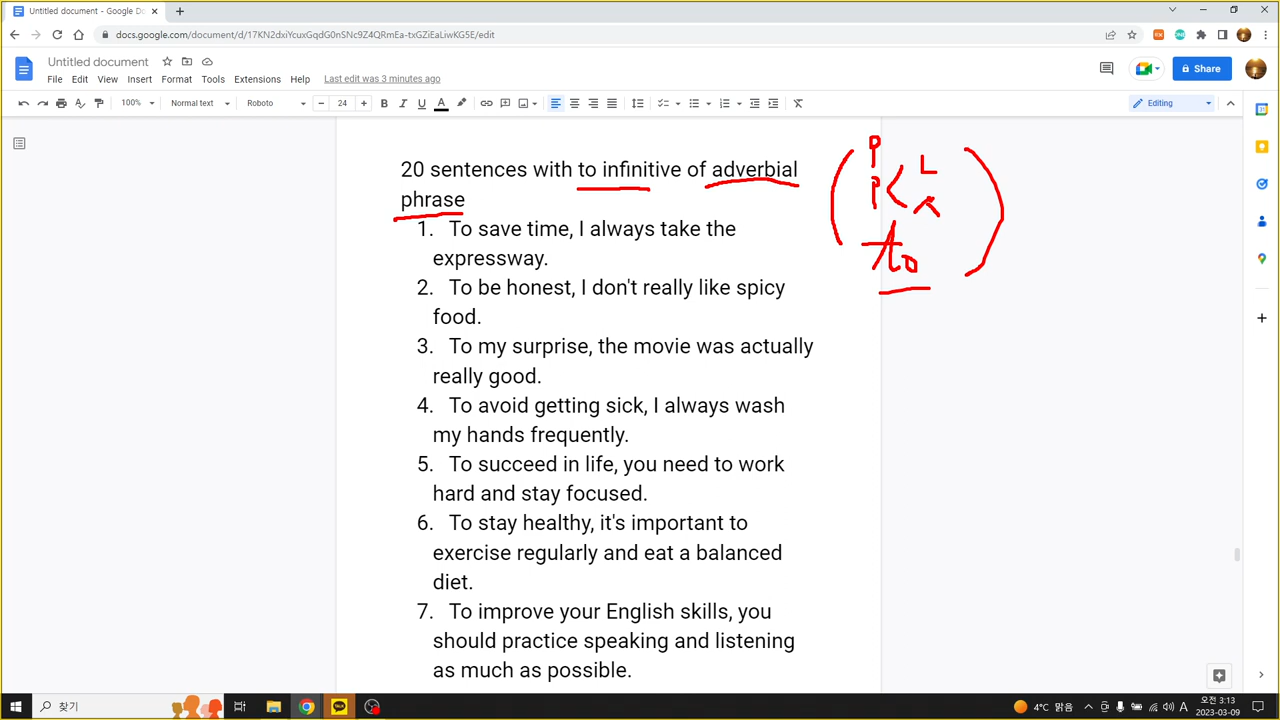 Untitled document - Google Do
docs.google.com/document/d/17KN2dxiYcuxGqdG0nSNc9Z4QRmEa-txGZiEaLiwKG5E/edit
Untitled document
File Edit View Insert Format Tools Extensions Help Last edit was 3 minutes ago
Share
100% Normal text Roboto 24 B I U A Editing
20 sentences with to infinitive of adverbial
phrase
P
P L
to
1. To save time, I always take the
expressway.
2. To be honest, I don't really like spicy
food.
3. To my surprise, the movie was actually
really good.
4. To avoid getting sick, I always wash
my hands frequently.
5. To succeed in life, you need to work
hard and stay focused.
6. To stay healthy, it's important to
exercise regularly and eat a balanced
diet.
7. To improve your English skills, you
should practice speaking and listening
as much as possible.
찾기
TALK
4°C 맑음 A 오후 3:13
2023-03-09